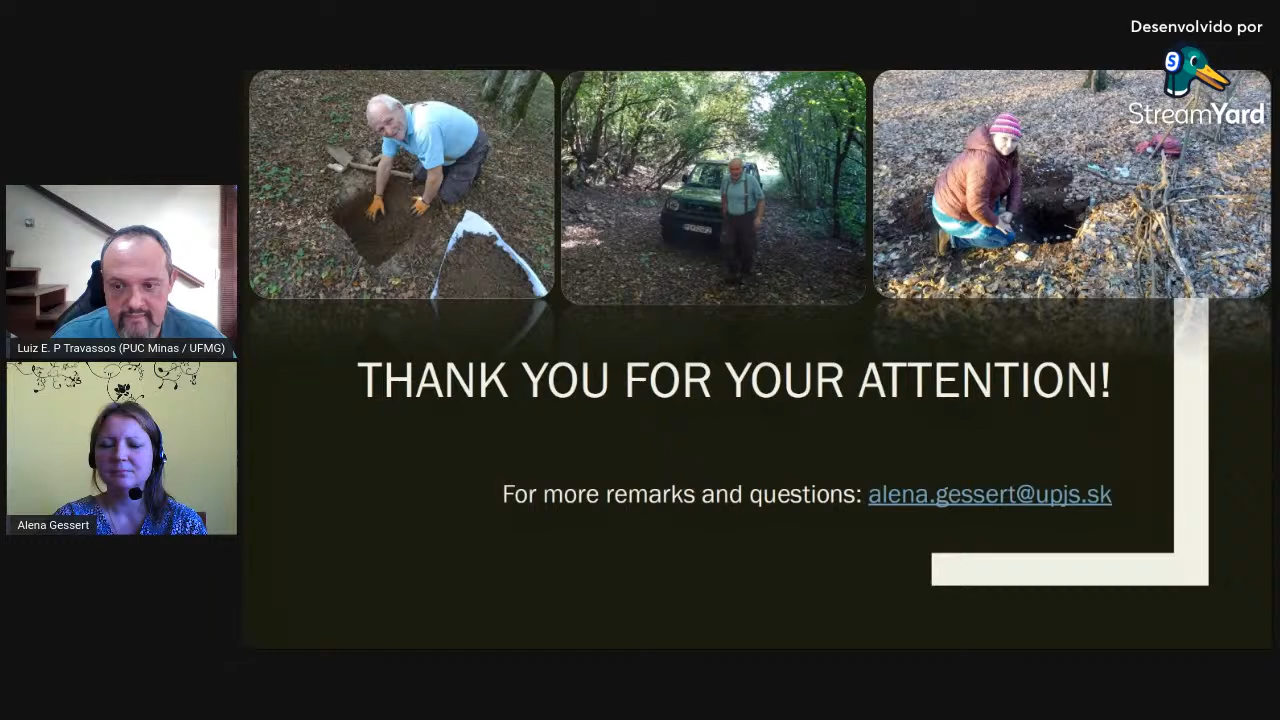 Desenvolvido por
StreamYard
Luiz E. P Travassos (PUC Minas / UFMG)
Alena Gessert
THANK YOU FOR YOUR ATTENTION!
For more remarks and questions: alena.gessert@upjs.sk